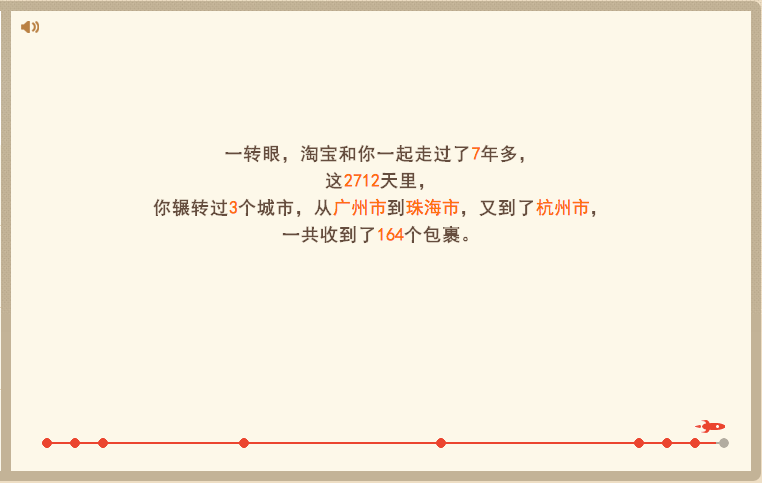 一转眼，淘宝和你一起走过了7年多，
这2712天里，
你辗转过3个城市，从广州市到珠海市，又到了杭州市，
一共收到了164个包裹。